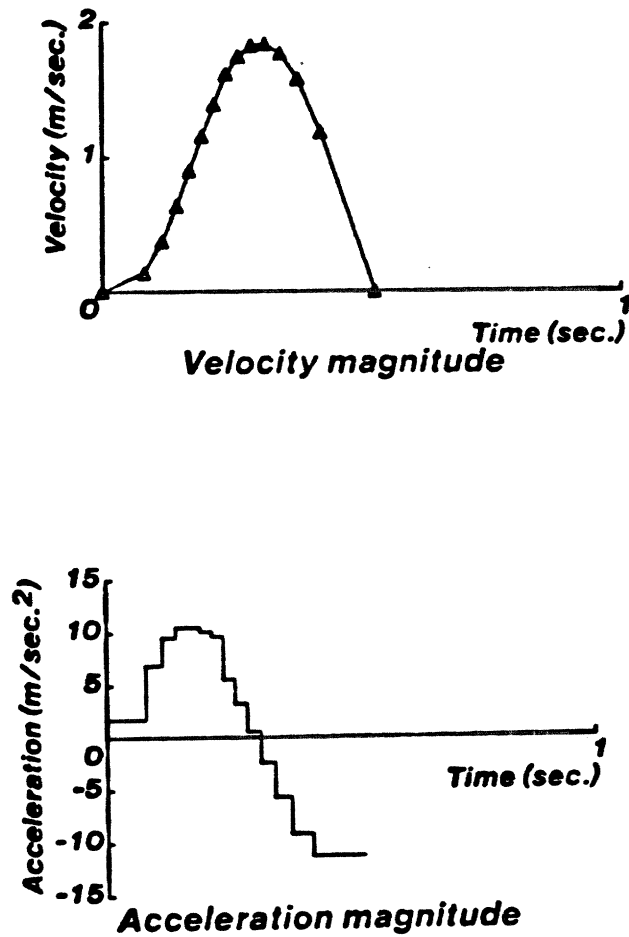 2
Velocity (m/sec.)
1
0
1
Time (sec.)
Velocity magnitude
15
10
5
0
-5
-10
-15
Acceleration (m/sec.2)
1
Time (sec.)
Acceleration magnitude